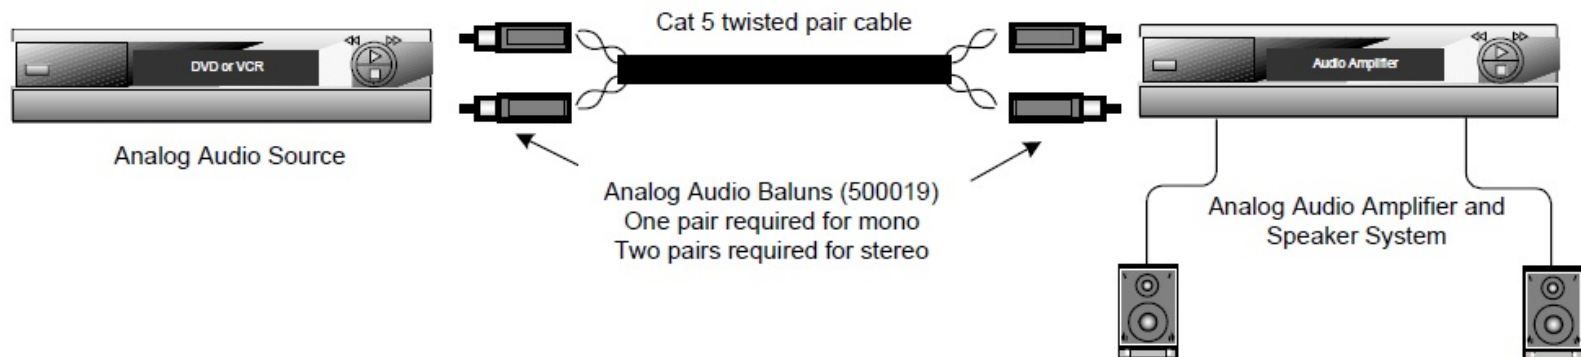 Cat 5 twisted pair cable
DVD or VCR
Audio Amplifier
Analog Audio Source
Analog Audio Baluns (500019)
One pair required for mono
Two pairs required for stereo
Analog Audio Amplifier and
Speaker System